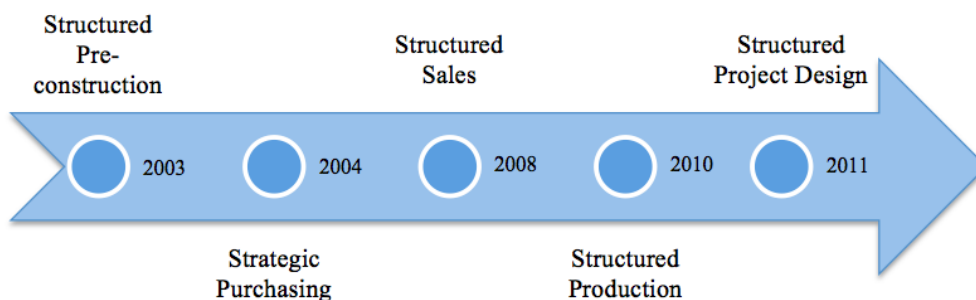 Structured
Pre-
construction
Structured
Sales
Structured
Project Design
2003
2004
2008
2010
2011
Strategic
Purchasing
Structured
Production